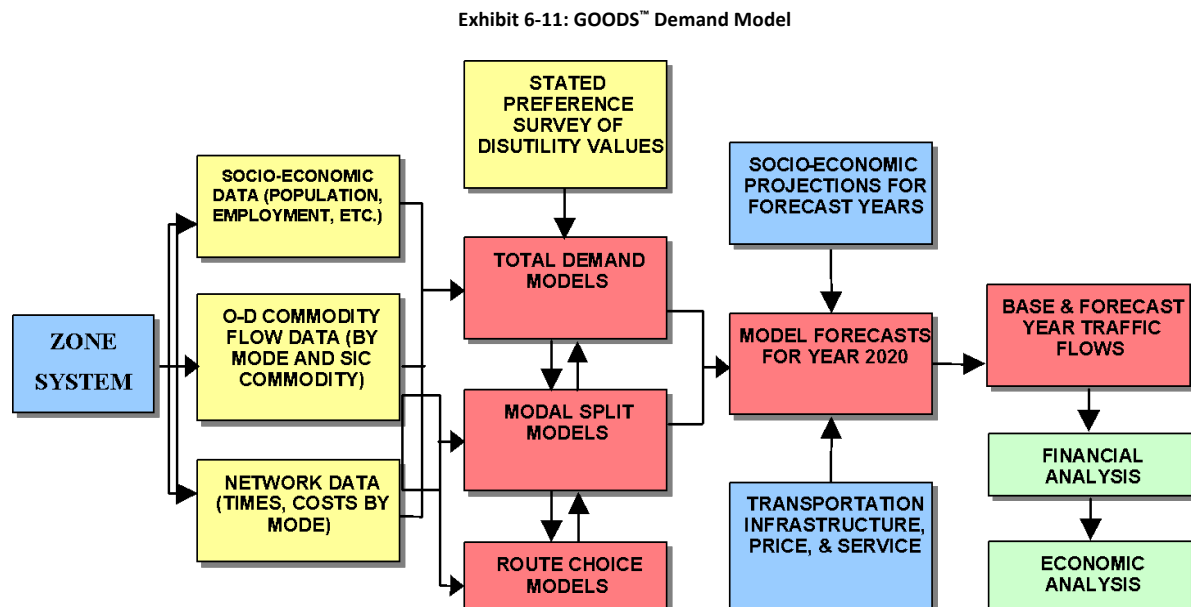 Exhibit 6-11: GOODS™ Demand Model
STATED
PREFERENCE
SURVEY OF
DISUTILITY VALUES
SOCIO-ECONOMIC
DATA (POPULATION,
EMPLOYMENT, ETC.)
SOCIO-ECONOMIC
PROJECTIONS FOR
FORECAST YEARS
TOTAL DEMAND
MODELS
ZONE
SYSTEM
O-D COMMODITY
FLOW DATA (BY
MODE AND SIC
COMMODITY)
MODEL FORECASTS
FOR YEAR 2020
BASE & FORECAST
YEAR TRAFFIC
FLOWS
MODAL SPLIT
MODELS
NETWORK DATA
(TIMES, COSTS BY
MODE)
FINANCIAL
ANALYSIS
TRANSPORTATION
INFRASTRUCTURE,
PRICE, & SERVICE
ROUTE CHOICE
MODELS
ECONOMIC
ANALYSIS